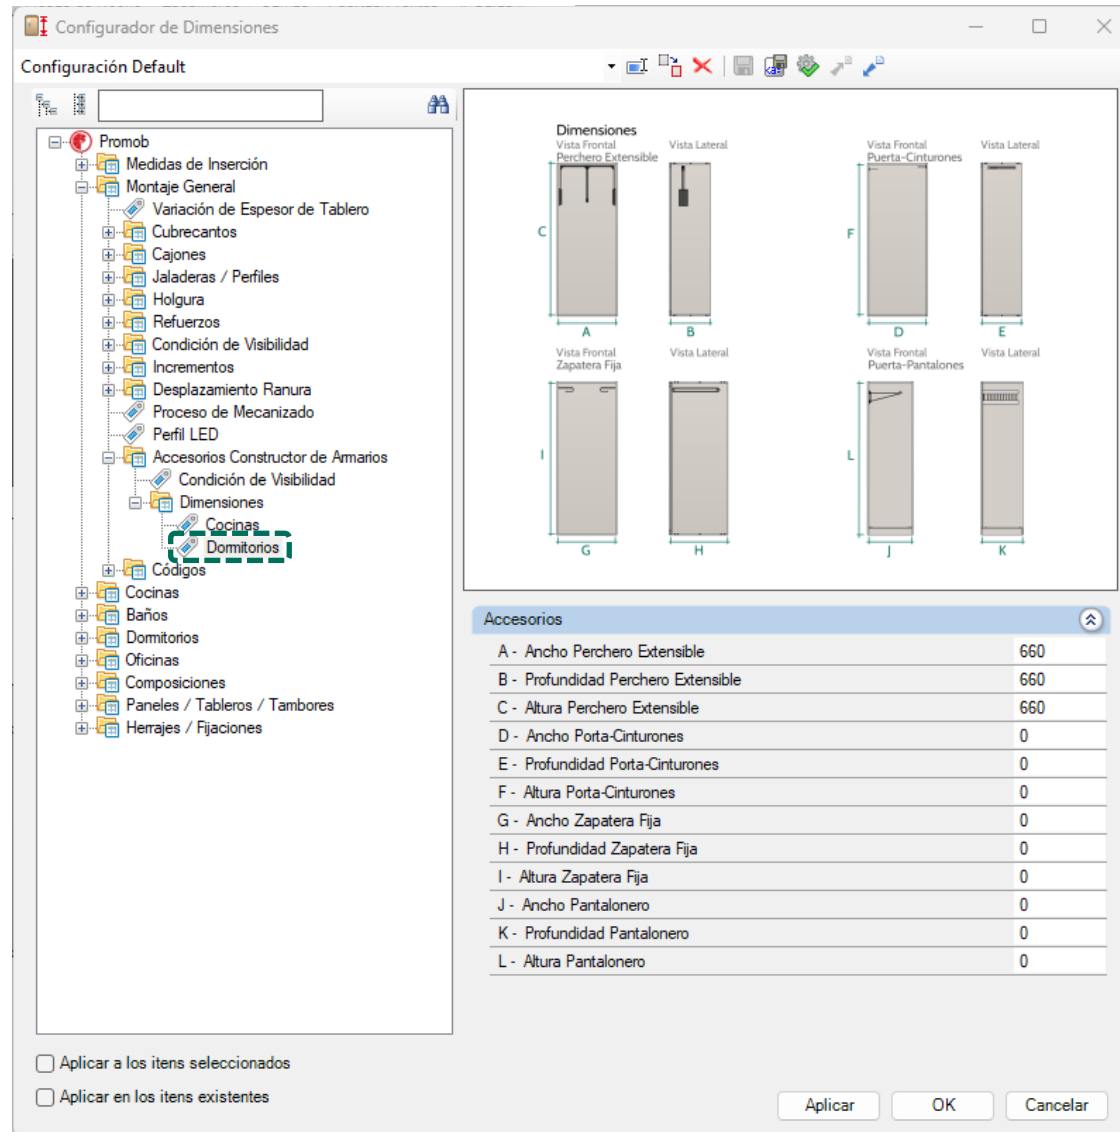 Configurador de Dimensiones
Configuración Default
Promob
Medidas de Inserción
Montaje General
Variación de Espesor de Tablero
Cubrecantos
Cajones
Jaladeras / Perfiles
Holgura
Refuerzos
Condición de Visibilidad
Incrementos
Desplazamiento Ranura
Proceso de Mecanizado
Perfil LED
Accesorios Constructor de Armarios
Condición de Visibilidad
Dimensiones
Cocinas
Dormitorios
Códigos
Cocinas
Baños
Dormitorios
Oficinas
Composiciones
Paneles / Tableros / Tambores
Herrajes / Fijaciones
Dimensiones
Vista Frontal Vista Lateral Vista Frontal Vista Lateral
Perchero Extensible Puerta-Cinturones
C F
A B D E
Vista Frontal Vista Lateral Vista Frontal Vista Lateral
Zapatera Fija Puerta-Pantalones
I L
G H J K
Accesorios
A - Ancho Perchero Extensible 660
B - Profundidad Perchero Extensible 660
C - Altura Perchero Extensible 660
D - Ancho Porta-Cinturones 0
E - Profundidad Porta-Cinturones 0
F - Altura Porta-Cinturones 0
G - Ancho Zapatera Fija 0
H - Profundidad Zapatera Fija 0
I - Altura Zapatera Fija 0
J - Ancho Pantalonero 0
K - Profundidad Pantalonero 0
L - Altura Pantalonero 0
Aplicar a los itens seleccionados
Aplicar en los itens existentes
Aplicar OK Cancelar